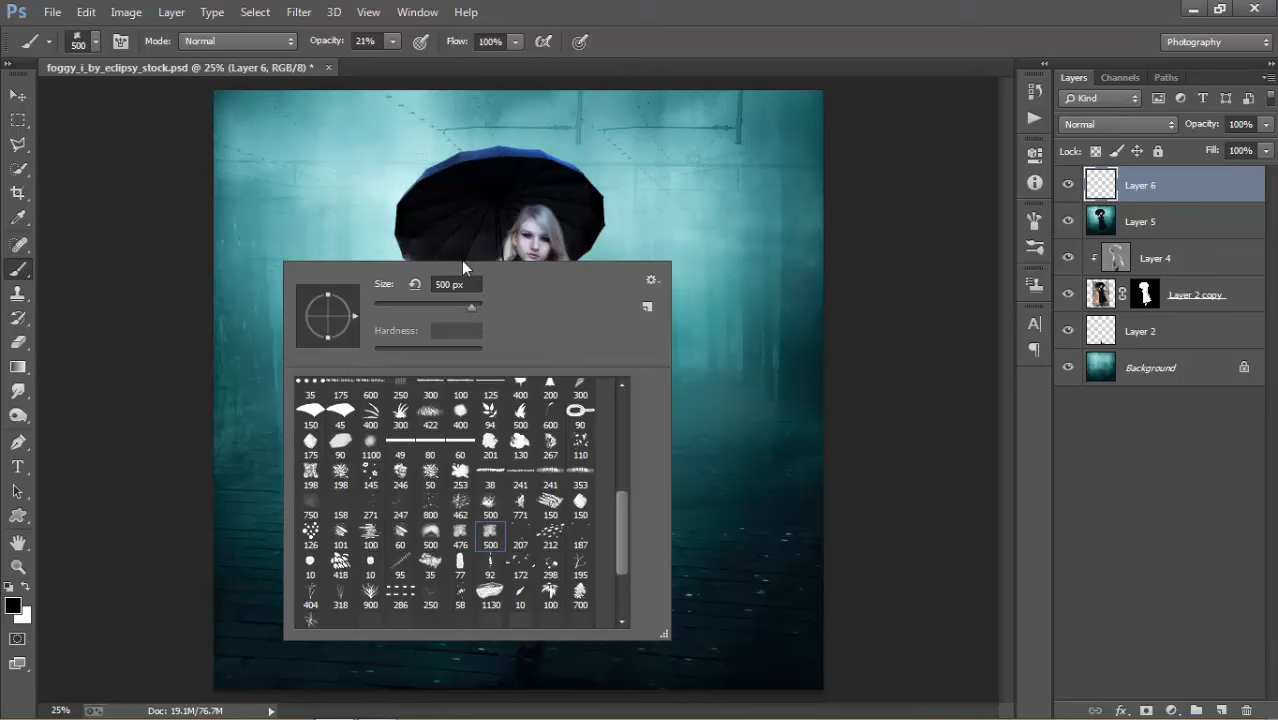 Ps File Edit Image Layer Type Select Filter 3D View Window Help
500 Mode: Normal Opacity: 21% Flow: 100% Photography
foggy_i_by_eclipsy_stock.psd @ 25% (Layer 6, RGB/8) * ×
Layers Channels Paths
Kind
Normal Opacity: 100%
Lock: Fill: 100%
Layer 6
Layer 5
Layer 4
Layer 2 copy
Layer 2
Background
Size: 500 px
Hardness:
35 175 600 250 300 100 125 400 200 300
150 45 400 300 422 400 94 500 600 90
175 90 1100 49 80 60 201 130 267 110
198 198 145 246 50 253 38 241 241 353
750 158 271 247 800 460 500 771 150 150
126 101 100 60 500 476 500 207 212 187
10 418 10 95 35 77 92 172 298 195
404 318 900 286 250 58 1130 10 100 700
25% Doc: 19.1M/76.7M